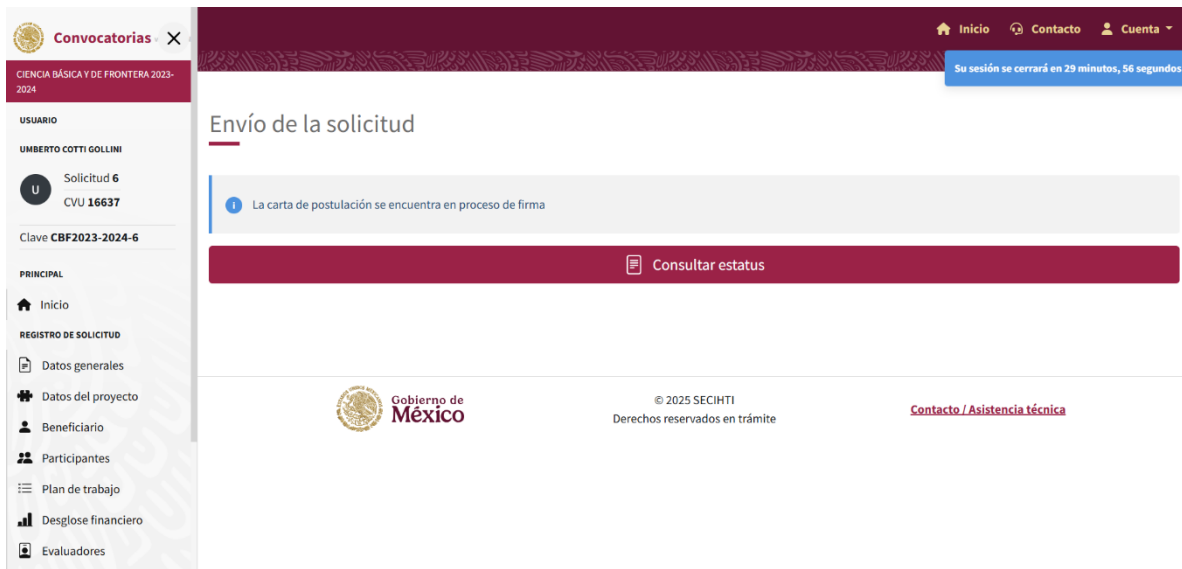 Convocatorias
Inicio
Contacto
Cuenta
Su sesión se cerrará en 29 minutos, 56 segundos
CIENCIA BÁSICA Y DE FRONTERA 2023-
2024
USUARIO
UMBERTO COTTI GOLLINI
U
Solicitud 6
CVU 16637
Clave CBF2023-2024-6
PRINCIPAL
Inicio
REGISTRO DE SOLICITUD
Datos generales
Datos del proyecto
Beneficiario
Participantes
Plan de trabajo
Desglose financiero
Evaluadores
Envío de la solicitud
La carta de postulación se encuentra en proceso de firma
Consultar estatus
Gobierno de
México
© 2025 SECIHTI
Derechos reservados en trámite
Contacto / Asistencia técnica